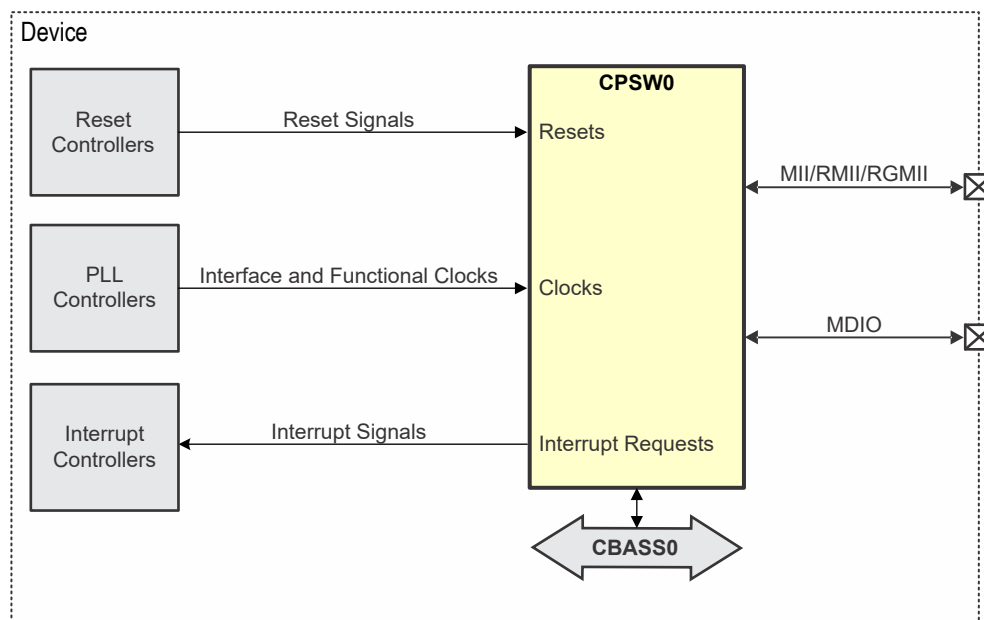 Device
CPSW0
Reset
Controllers
Reset Signals
Resets
MII/RMII/RGMII
PLL
Controllers
Interface and Functional Clocks
Clocks
MDIO
Interrupt
Controllers
Interrupt Signals
Interrupt Requests
CBASS0